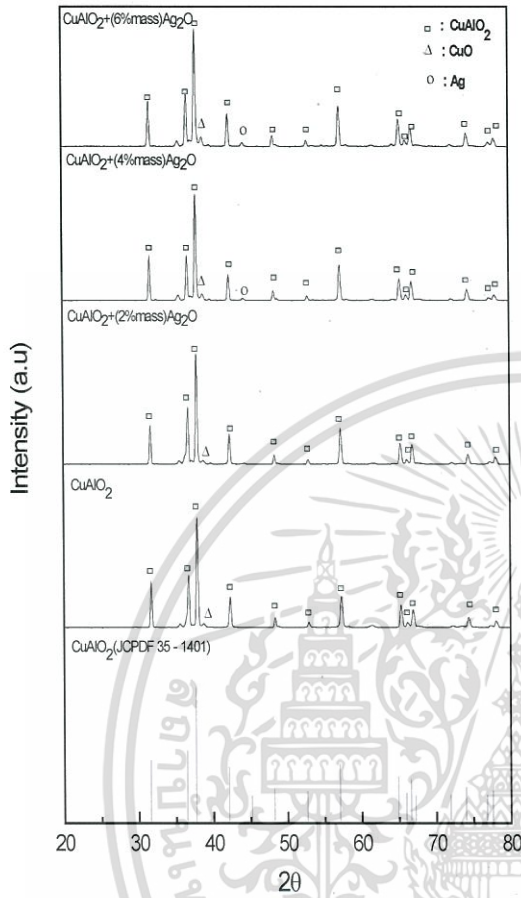 CuAlO2+(6%mass)Ag2O
□ : CuAlO2
Δ : CuO
○ : Ag
CuAlO2+(4%mass)Ag2O
CuAlO2+(2%mass)Ag2O
CuAlO2
CuAlO2(JCPDF 35 - 1401)
Intensity (a.u)
20 30 40 50 60 70 80
2θ